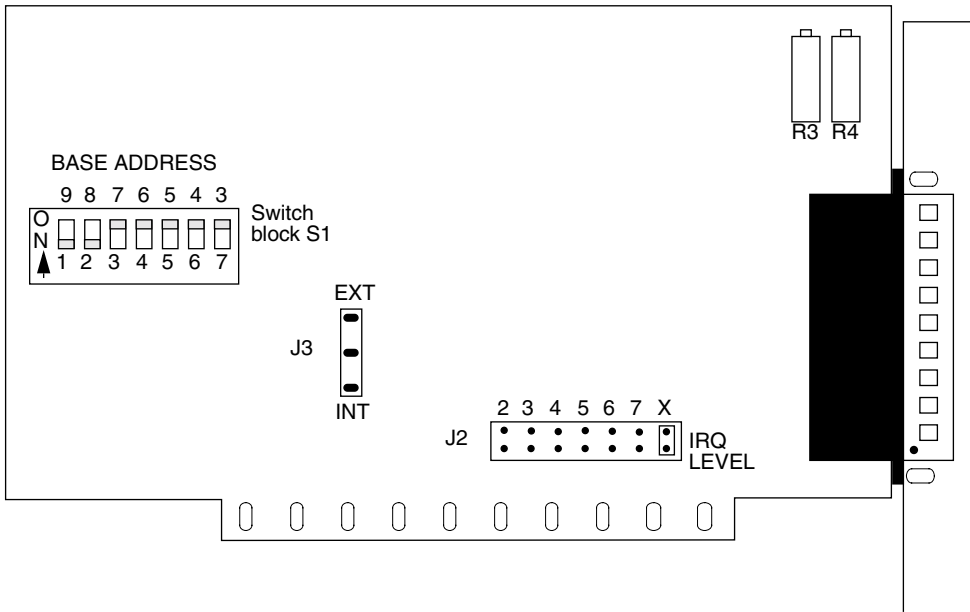 R3 R4
BASE ADDRESS
9 8 7 6 5 4 3
O
N
1 2 3 4 5 6 7
Switch
block S1
EXT
J3
INT
2 3 4 5 6 7 X
J2
IRQ
LEVEL